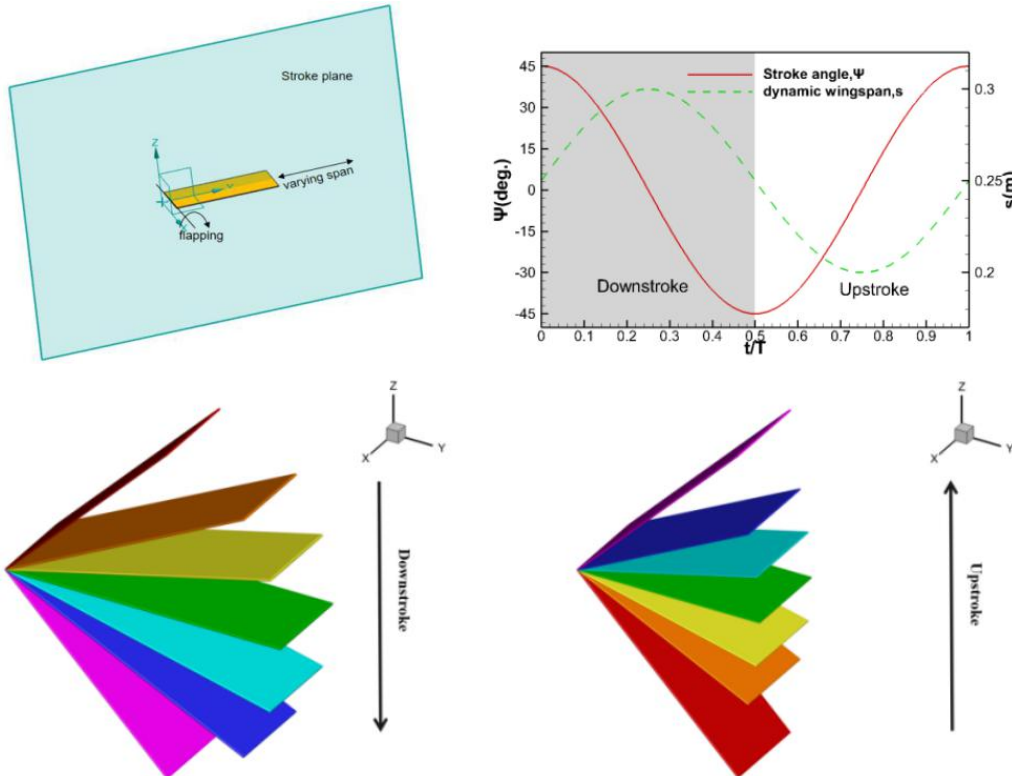 Stroke plane
Z
Y
X
varying span
flapping
Stroke angle,Ψ
dynamic wingspan,s
Ψ(deg.)
45
30
15
0
-15
-30
-45
0.3
0.25
0.2
s(m)
Downstroke
Upstroke
0 0.1 0.2 0.3 0.4 0.5 0.6 0.7 0.8 0.9 1
t/T
Z
X
Y
Downstroke
Z
X
Y
Upstroke